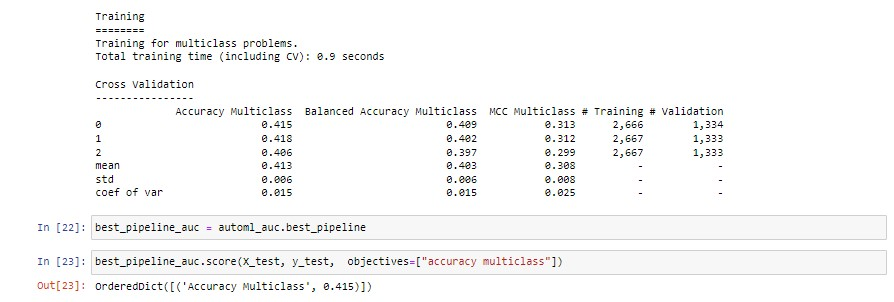 Training
========
Training for multiclass problems.
Total training time (including CV): 0.9 seconds
Cross Validation
----------------
Accuracy Multiclass  Balanced Accuracy Multiclass  MCC Multiclass # Training # Validation
0  0.415  0.409  0.313  2,666  1,334
1  0.418  0.402  0.312  2,667  1,333
2  0.406  0.397  0.299  2,667  1,333
mean  0.413  0.403  0.308  -  -
std  0.006  0.006  0.008  -  -
coef of var  0.015  0.015  0.025  -  -
In [22]: best_pipeline_auc = automl_auc.best_pipeline
In [23]: best_pipeline_auc.score(X_test, y_test,  objectives=["accuracy multiclass"])
Out[23]: OrderedDict([('Accuracy Multiclass', 0.415)])